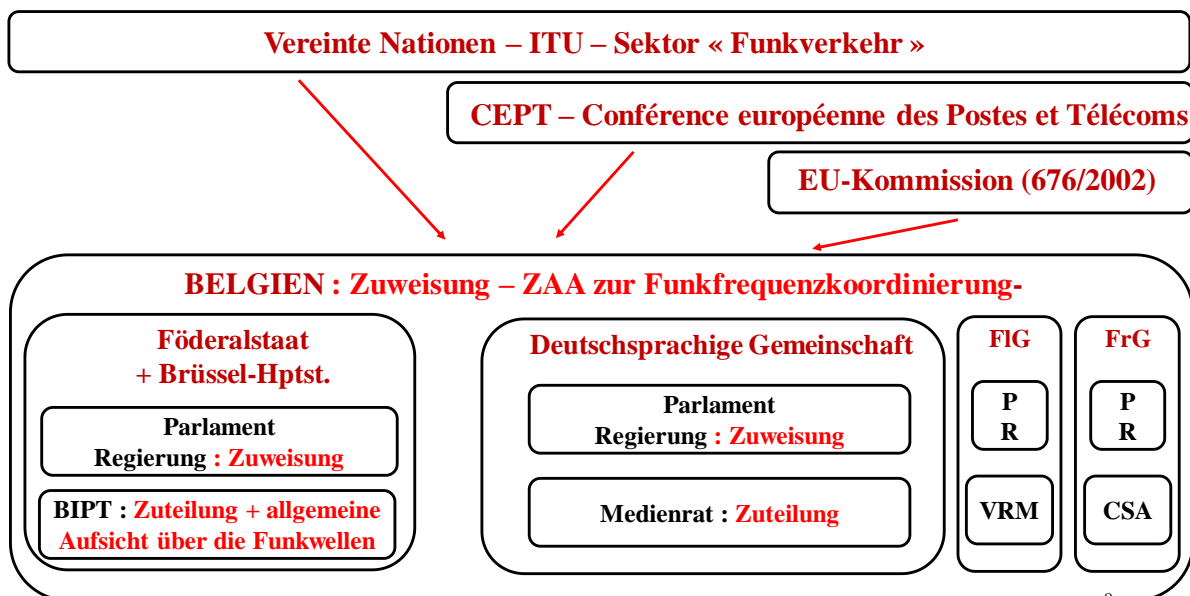 Vereinte Nationen – ITU – Sektor « Funkverkehr »
CEPT – Conférence européenne des Postes et Télécoms
EU-Kommission (676/2002)
BELGIEN : Zuweisung – ZAA zur Funkfrequenzkoordinierung-
Föderalstaat
+ Brüssel-Hptst.
Parlament
Regierung : Zuweisung
BIPT : Zuteilung + allgemeine
Aufsicht über die Funkwellen
Deutschsprachige Gemeinschaft
Parlament
Regierung : Zuweisung
Medienrat : Zuteilung
FlG
P
R
VRM
FrG
P
R
CSA